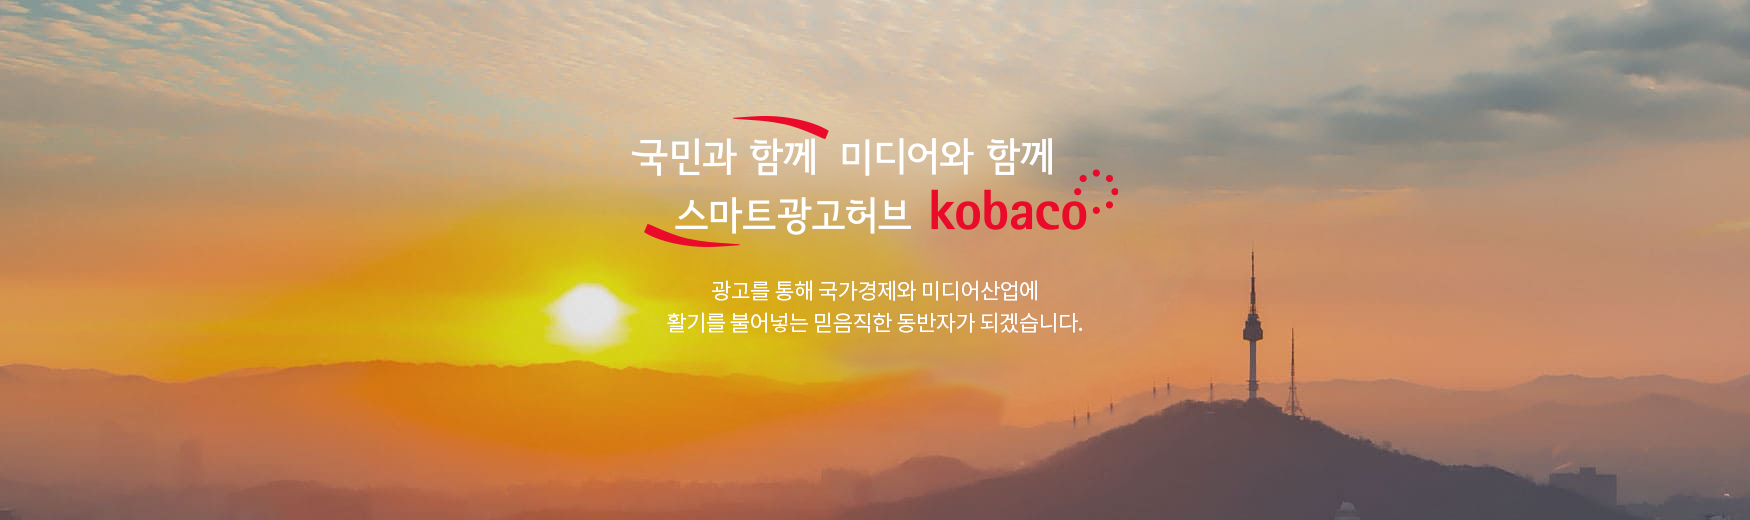 국민과 함께 미디어와 함께
스마트광고허브 kobaco
광고를 통해 국가경제와 미디어산업에
활기를 불어넣는 믿음직한 동반자가 되겠습니다.